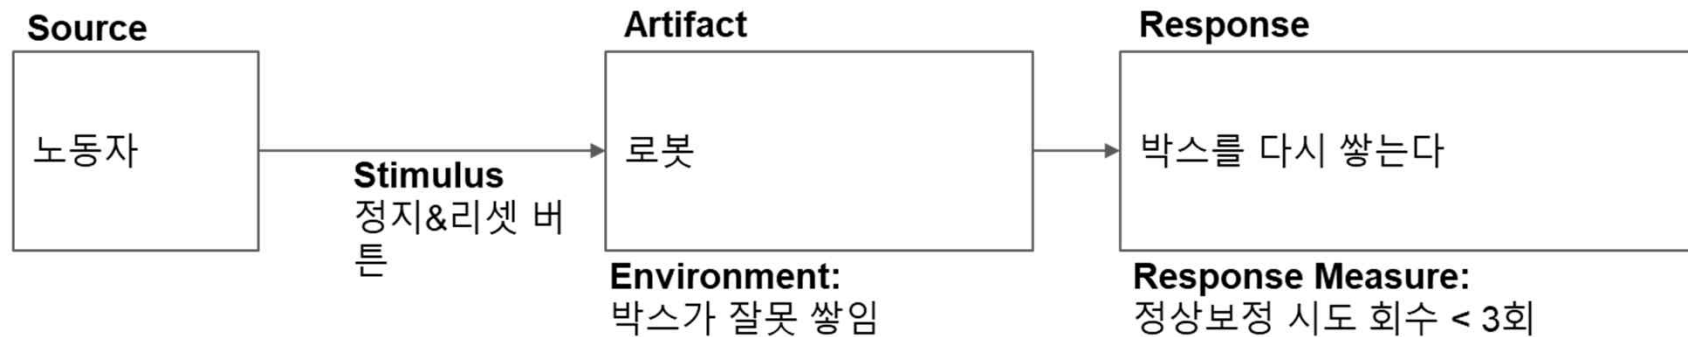 Source
노동자
Stimulus
정지&리셋 버
튼
Artifact
로봇
Environment:
박스가 잘못 쌓임
Response
박스를 다시 쌓는다
Response Measure:
정상보정 시도 회수 < 3회